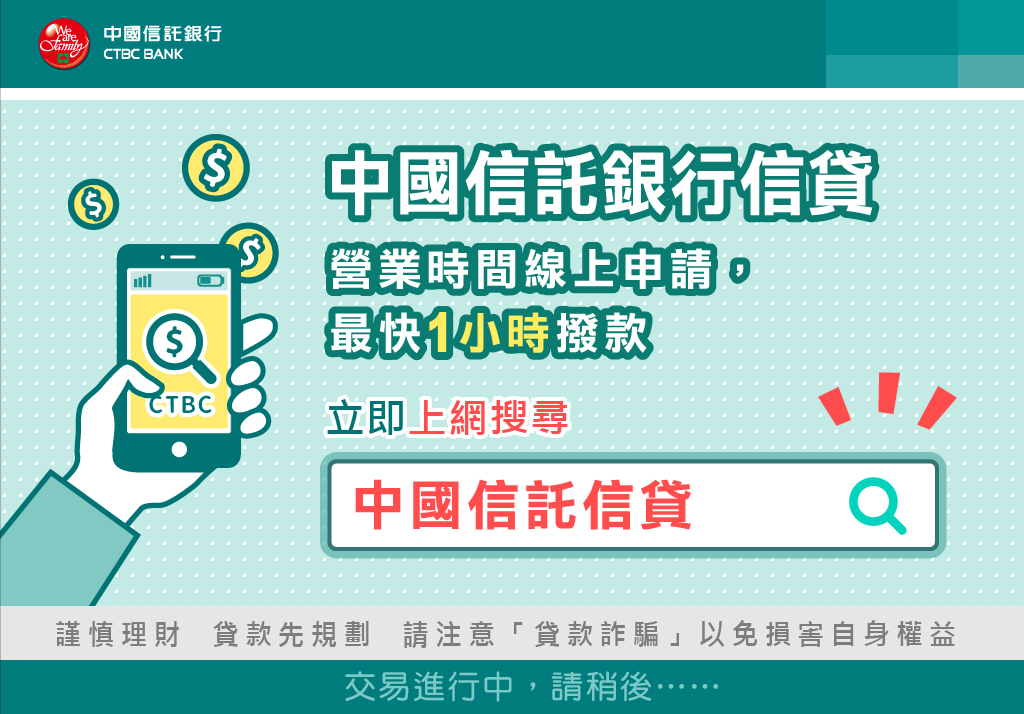 We are Family
中國信託銀行
CTBC BANK
中國信託銀行信貸
營業時間線上申請，
最快1小時撥款
CTBC
立即上網搜尋
中國信託信貸
謹慎理財 貸款先規劃 請注意「貸款詐騙」以免損害自身權益
交易進行中，請稍後……